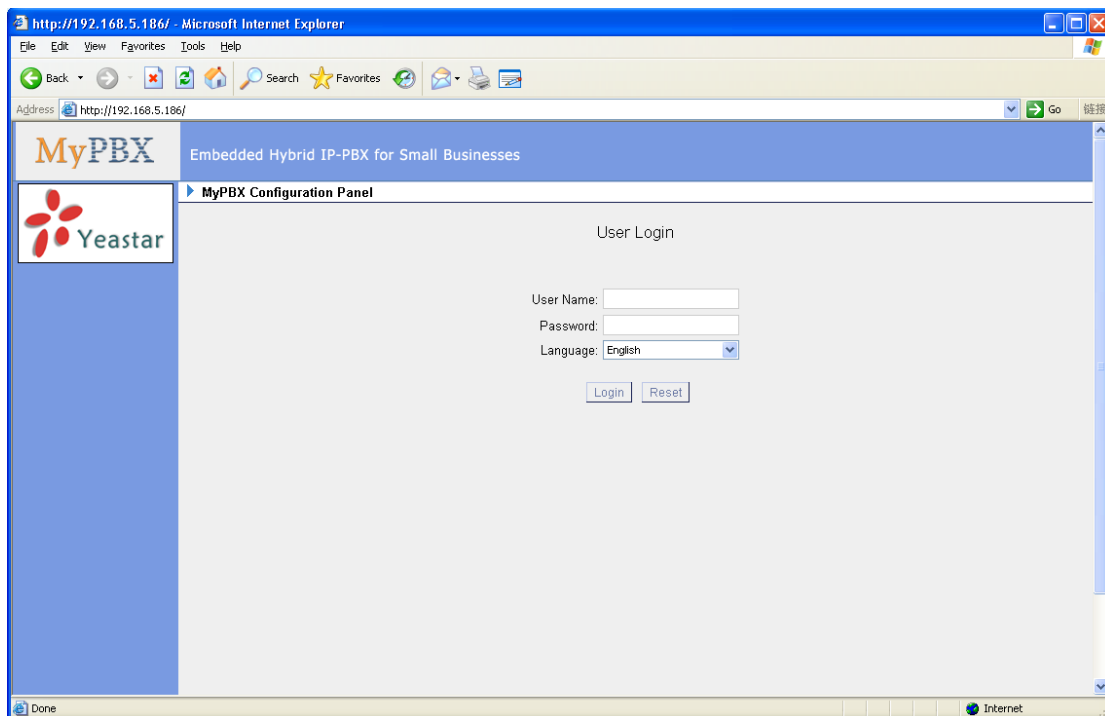 http://192.168.5.186/ - Microsoft Internet Explorer
File Edit View Favorites Tools Help
Back Search Favorites
Address http://192.168.5.186/ Go 链接
MyPBX Embedded Hybrid IP-PBX for Small Businesses
MyPBX Configuration Panel
Yeastar
User Login
User Name:
Password:
Language: English
Login Reset
Done Internet